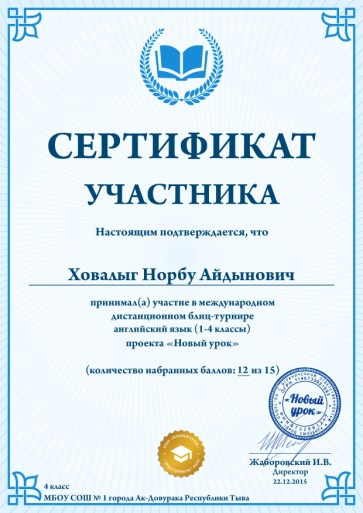 СЕРТИФИКАТ
УЧАСТНИКА
Настоящим подтверждается, что
Ховалыг Норбу Айдынович
принимал(а) участие в международном
дистанционном блиц-турнире
английский язык (1-4 классы)
проекта «Новый урок»
(количество набранных баллов: 12 из 15)
«Новый
урок»
Жаборовский И.В.
Директор
22.12.2015
4 класс
МБОУ СОШ № 1 города Ак-Довурака Республики Тыва